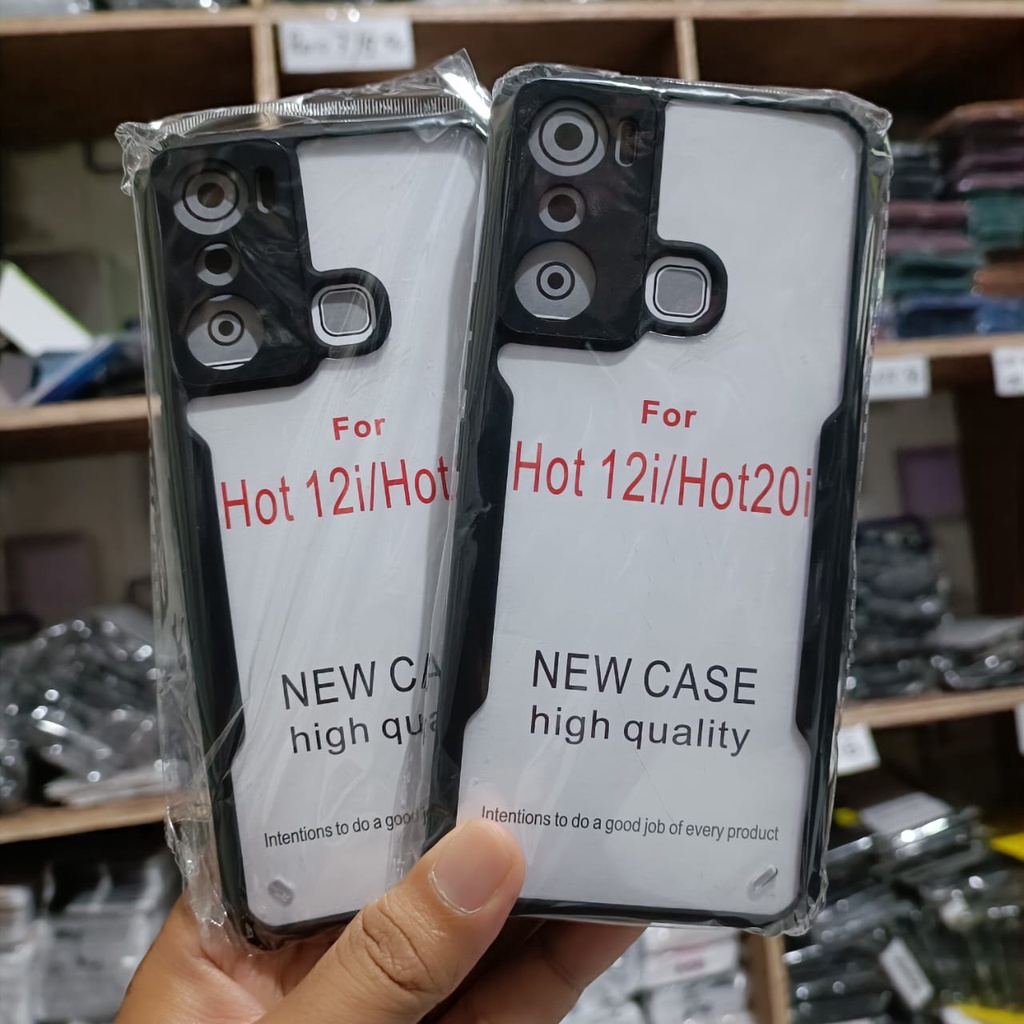 For
Hot 12i/Hot
NEW CA
high qua
Intentions to do a good j
For
Hot 12i/Hot20i
NEW CASE
high quality
Intentions to do a good job of every product